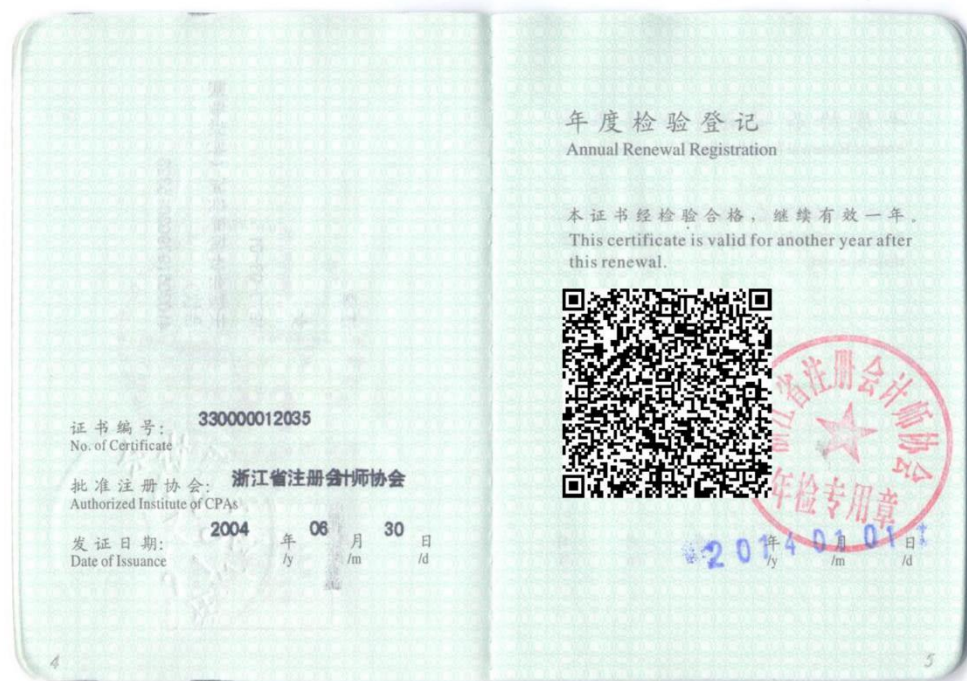 证书编号: 330000012035
No. of Certificate
批准注册协会: 浙江省注册会计师协会
Authorized Institute of CPAs
发证日期: 2004 年 06 月 30 日
Date of Issuance /y /m /d
4
年度检验登记
Annual Renewal Registration
本证书经检验合格，继续有效一年。
This certificate is valid for another year after
this renewal.
浙江省注册会计师协会
年检专用章
2014 年 01 月 01 日
/y /m /d
5